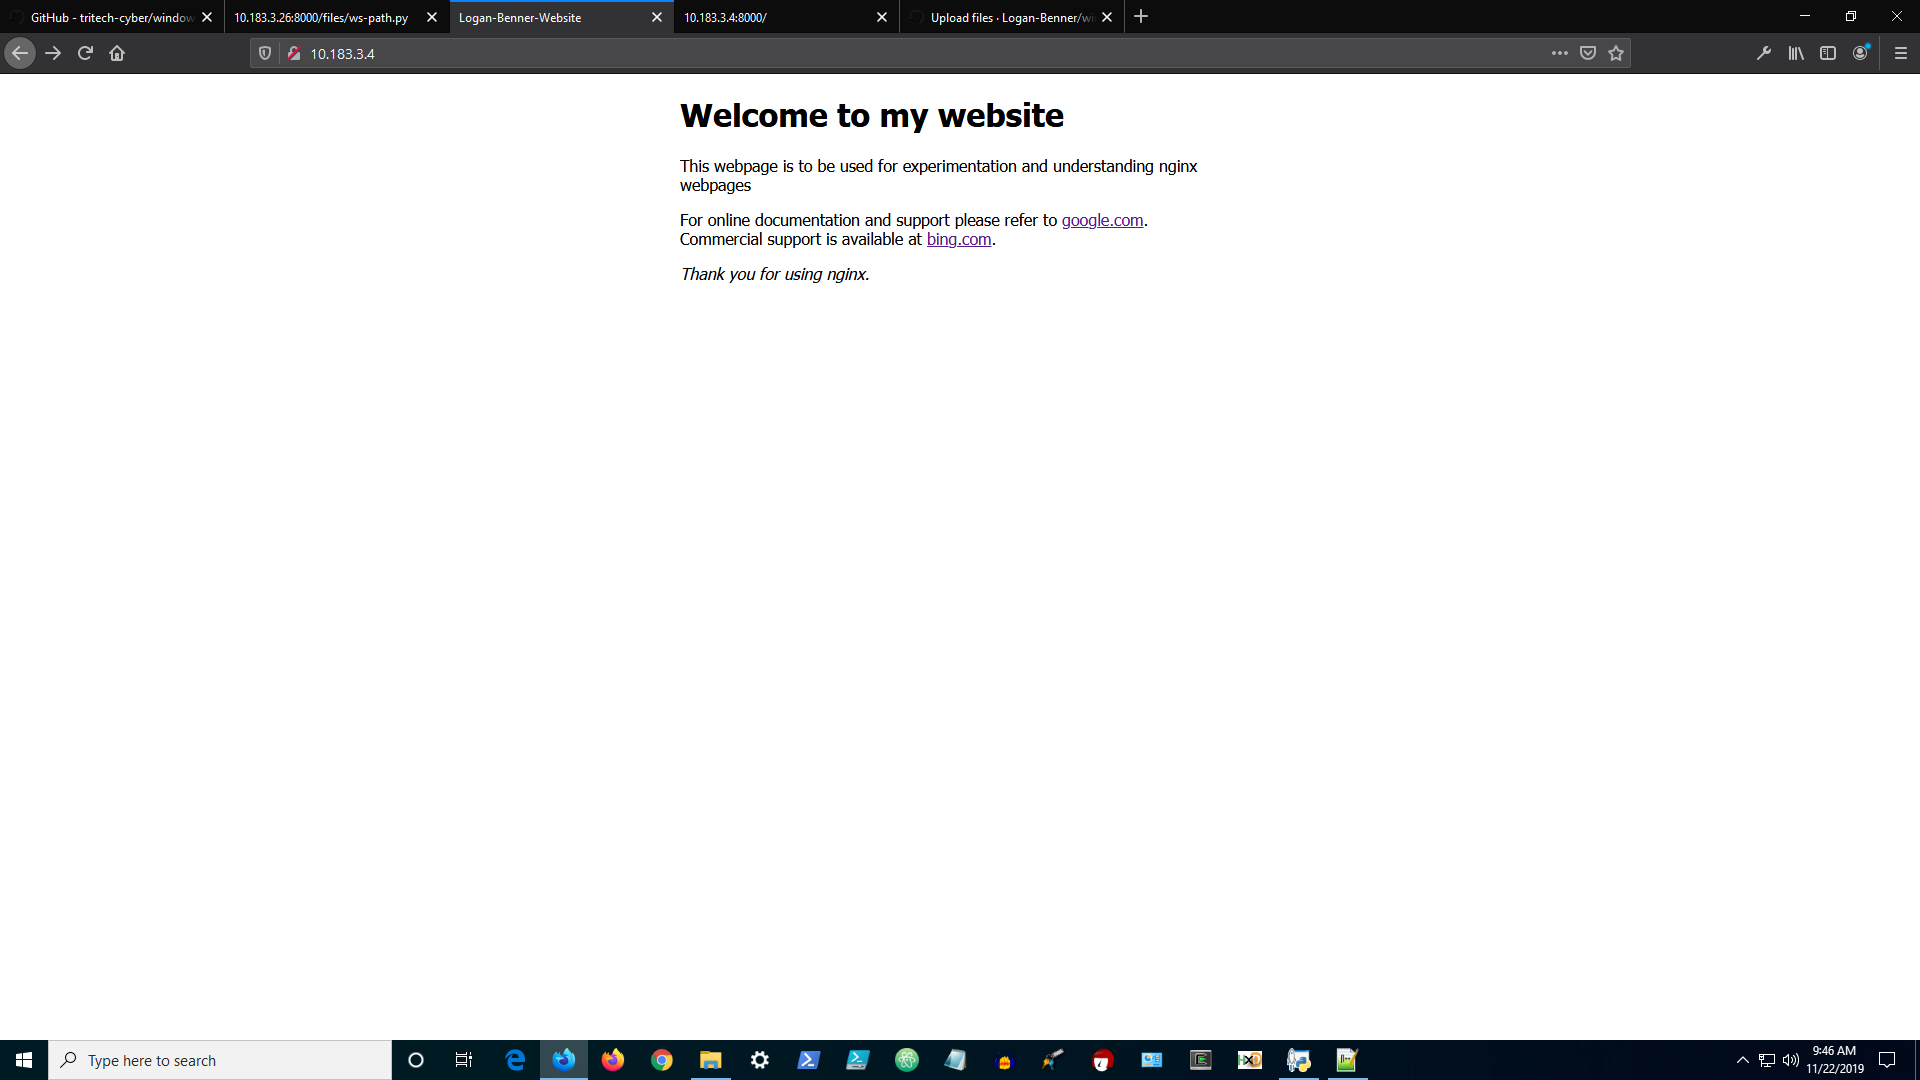 GitHub - tritech-cyber/window
10.183.3.26:8000/files/ws-path.py
Logan-Benner-Website
10.183.3.4:8000/
Upload files · Logan-Benner/wi
10.183.3.4
Welcome to my website
This webpage is to be used for experimentation and understanding nginx
webpages
For online documentation and support please refer to google.com.
Commercial support is available at bing.com.
Thank you for using nginx.
Type here to search
9:46 AM
11/22/2019